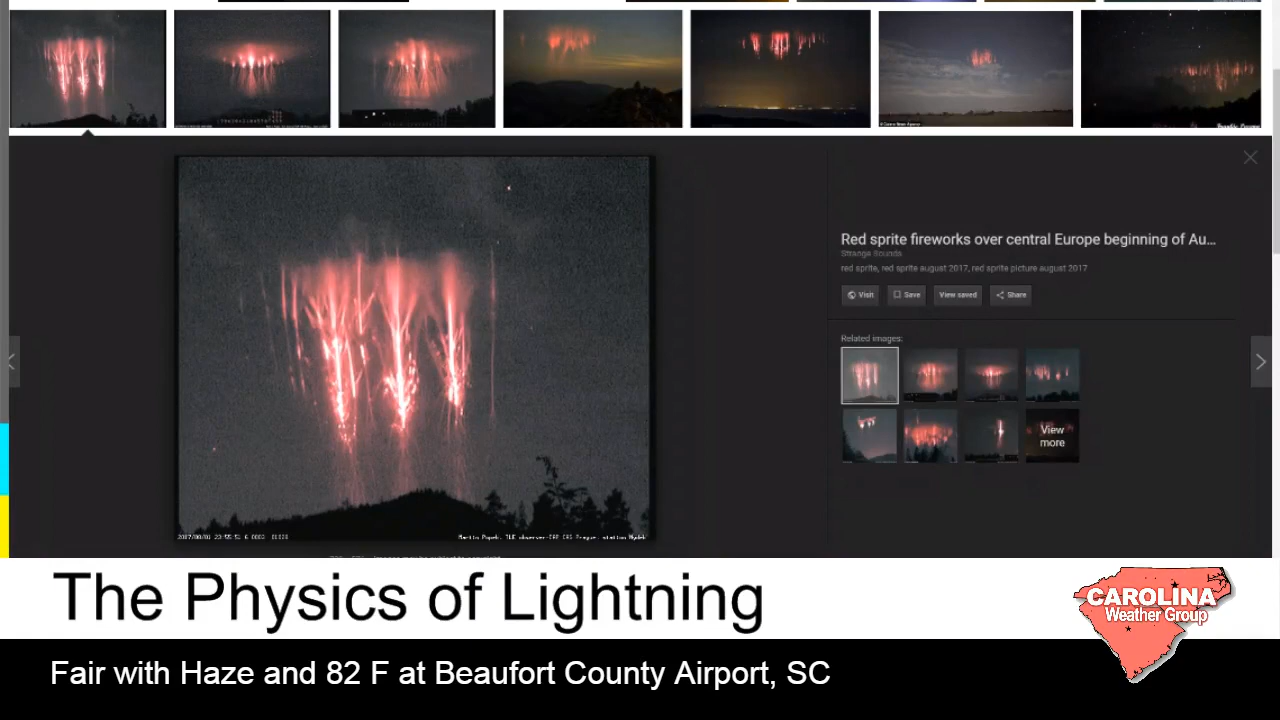 Red sprite fireworks over central Europe beginning of Au...
Strange Sounds
red sprite, red sprite august 2017, red sprite picture august 2017
Visit
Save
View saved
Share
Related images:
View
more
The Physics of Lightning
CAROLINA
Weather Group
Fair with Haze and 82 F at Beaufort County Airport, SC